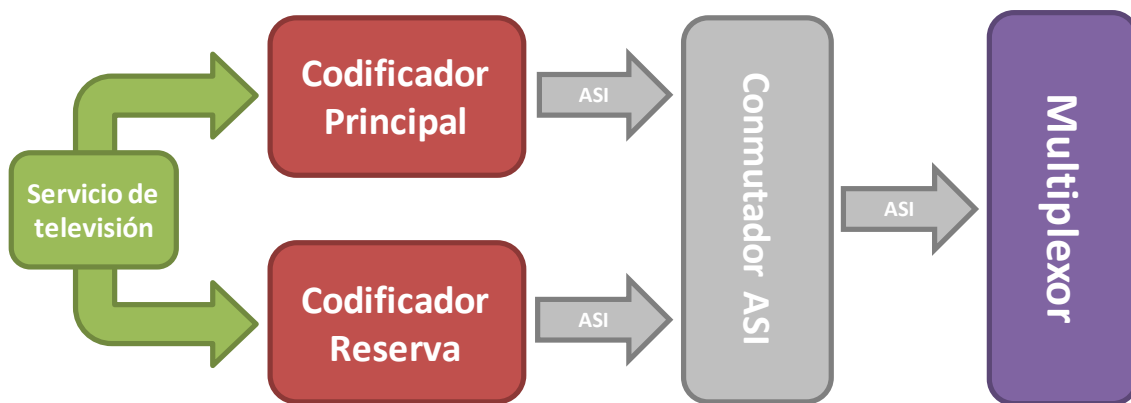 Servicio de
televisión
Codificador
Principal
ASI
Codificador
Reserva
ASI
Conmutador ASI
ASI
Multiplexor